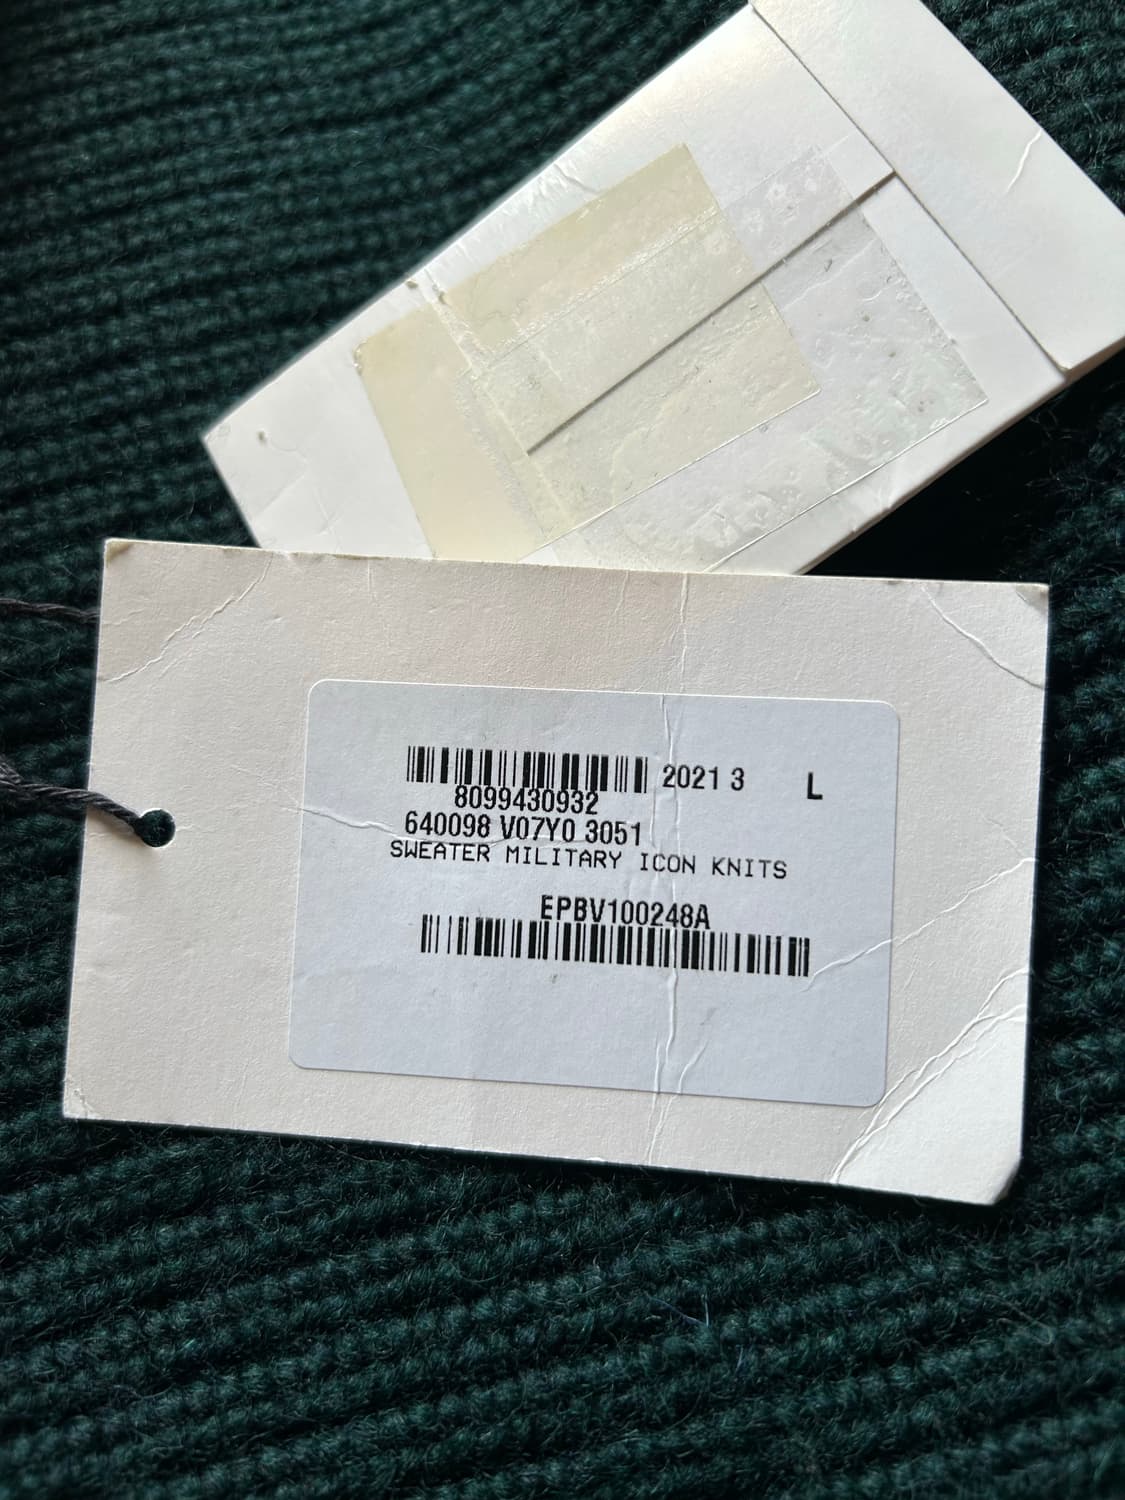 2021 3 L
8099430932
640098 V07Y0 3051
SWEATER MILITARY ICON KNITS
EPBV100248A